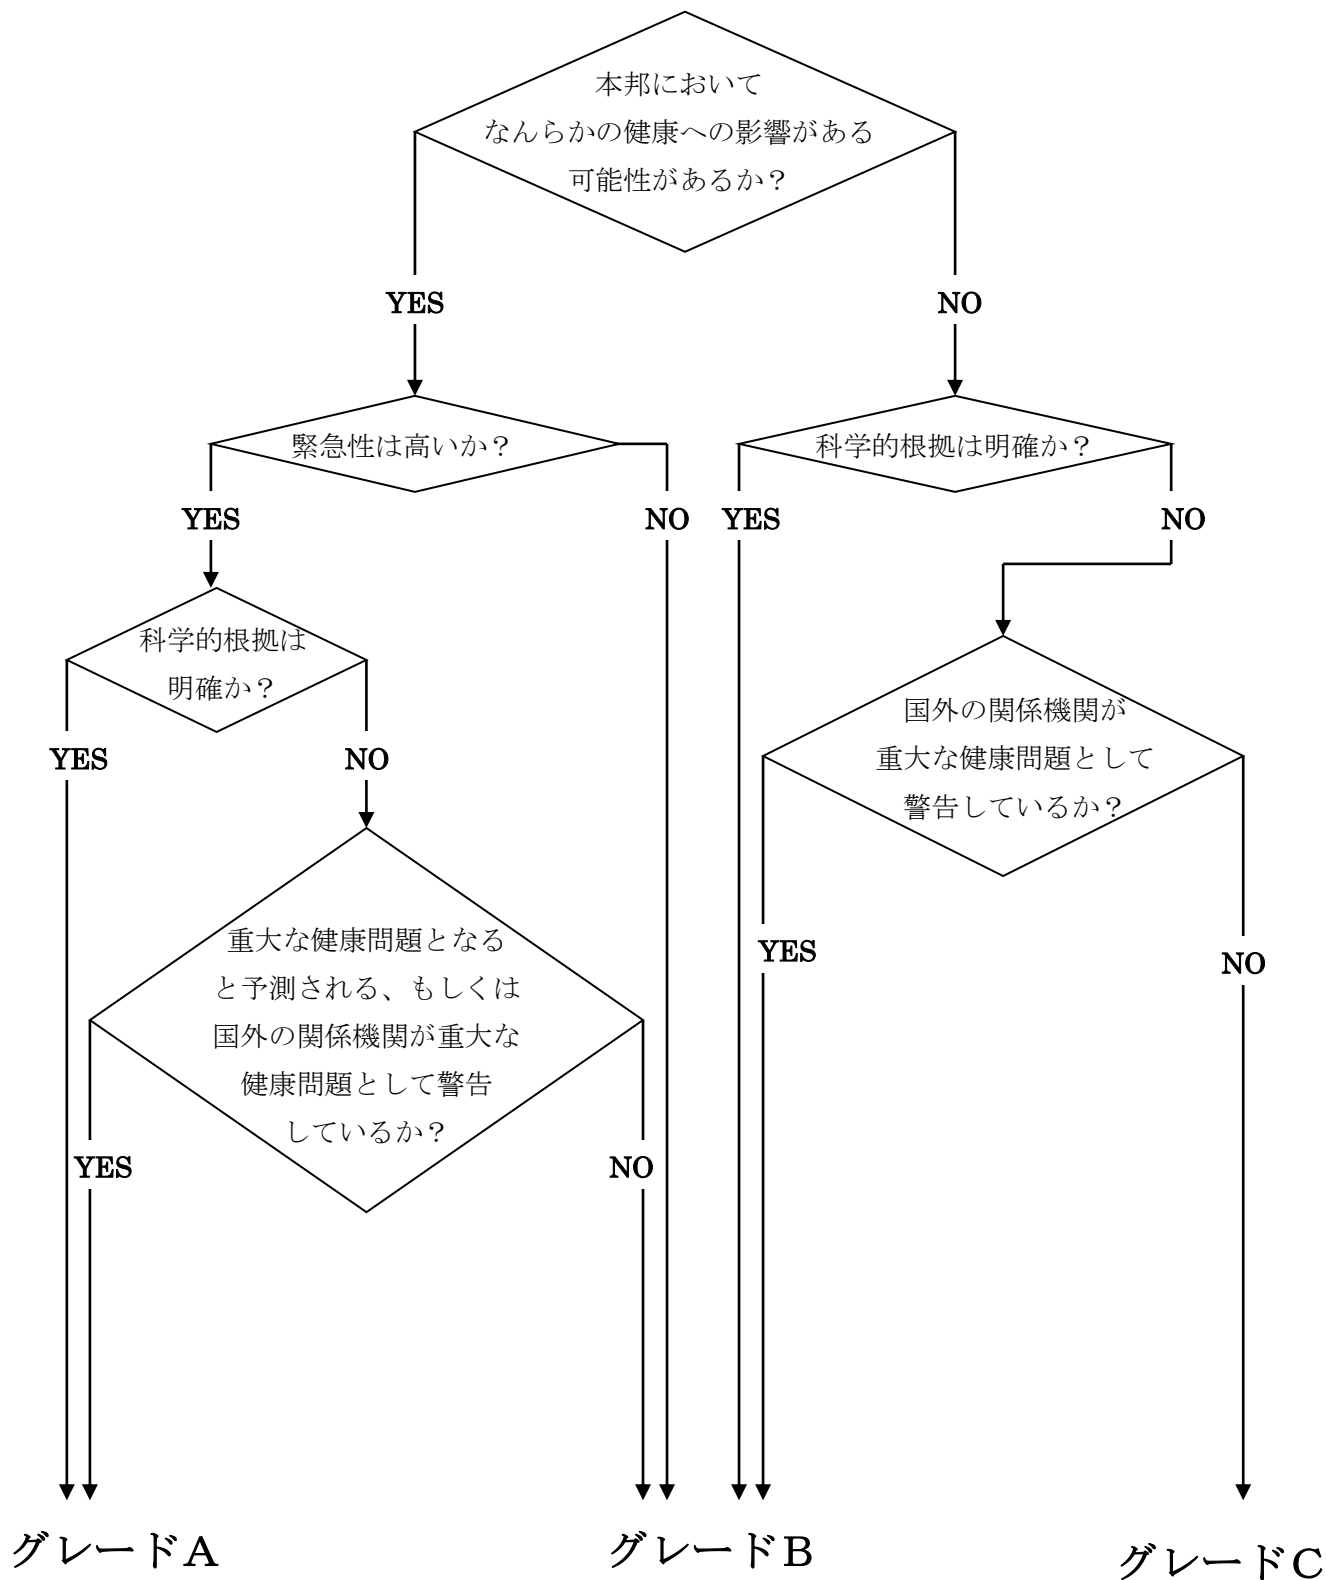 本邦において
なんらかの健康への影響がある
可能性があるか？
YES
NO
緊急性は高いか？
科学的根拠は明確か？
YES
NO
YES
NO
科学的根拠は
明確か？
国外の関係機関が
重大な健康問題として
警告しているか？
YES
NO
重大な健康問題となる
と予測される、もしくは
国外の関係機関が重大な
健康問題として警告
しているか？
YES
NO
YES
NO
グレードＡ
グレードＢ
グレードＣ